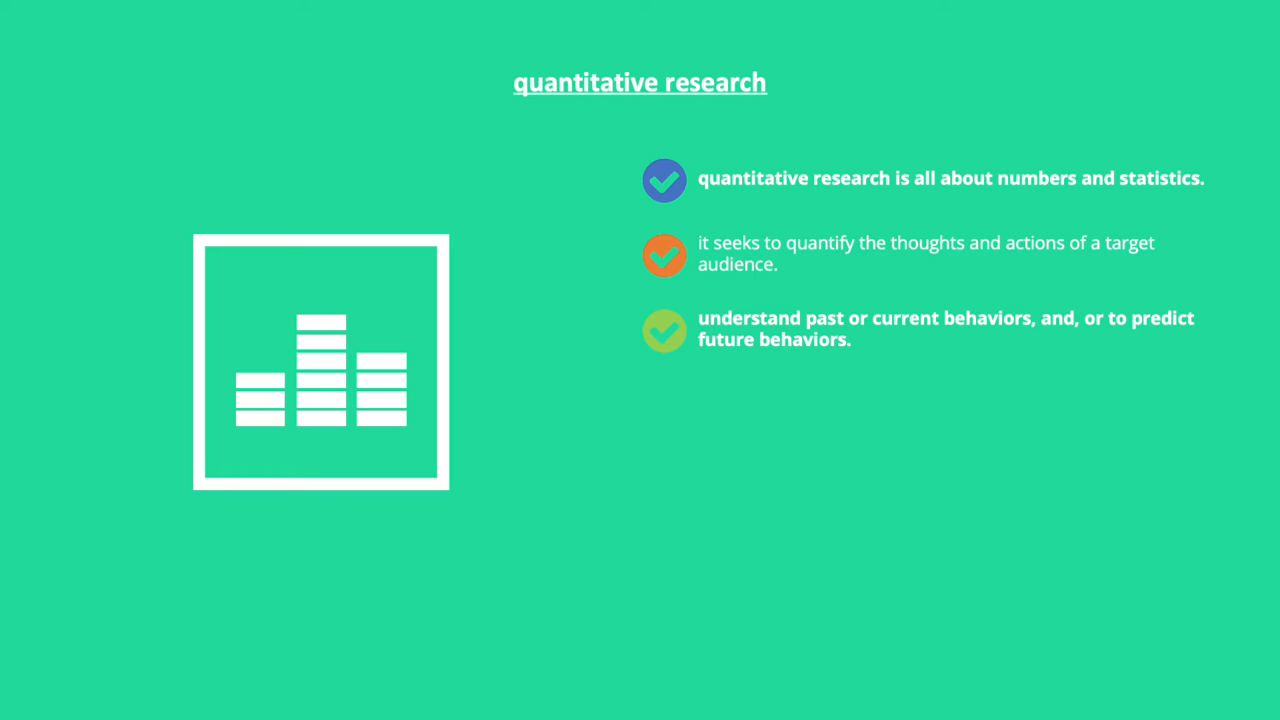 quantitative research
quantitative research is all about numbers and statistics.
it seeks to quantify the thoughts and actions of a target
audience.
understand past or current behaviors, and, or to predict
future behaviors.